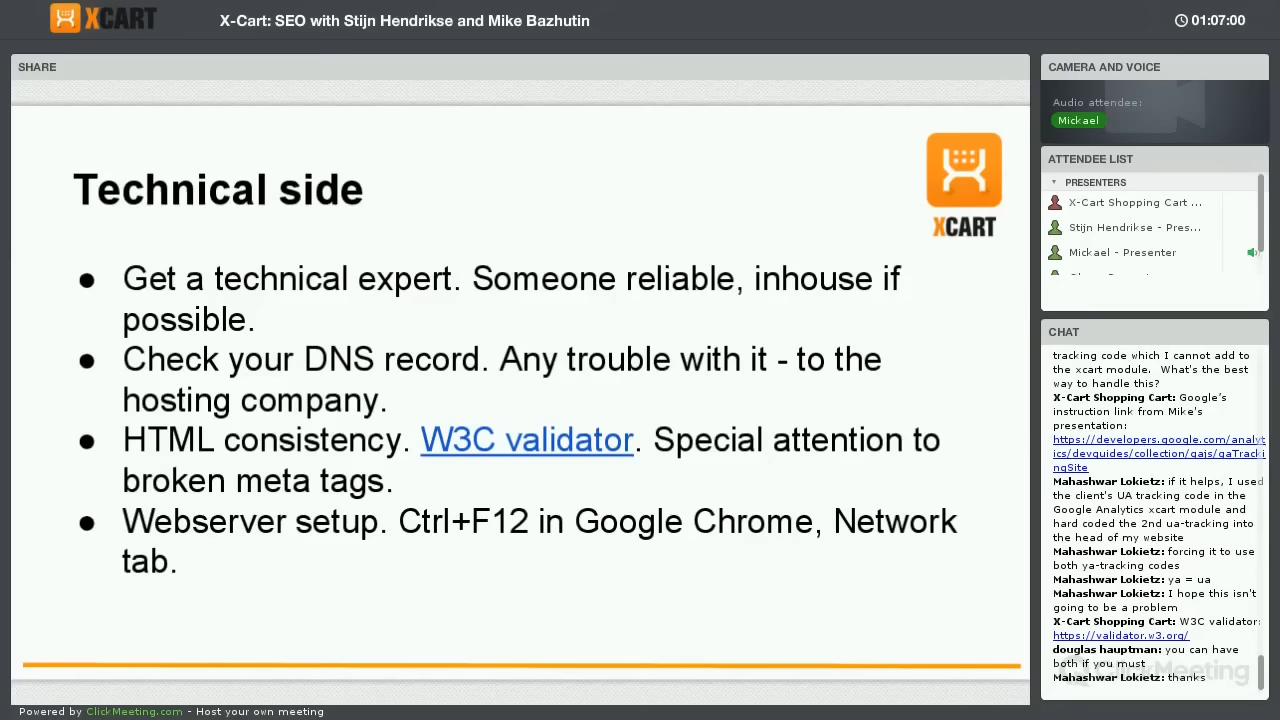 XCART
X-Cart: SEO with Stijn Hendrikse and Mike Bazhutin
01:07:00
SHARE
Technical side
XCART
● Get a technical expert. Someone reliable, inhouse if
possible.
● Check your DNS record. Any trouble with it - to the
hosting company.
● HTML consistency. W3C validator. Special attention to
broken meta tags.
● Webserver setup. Ctrl+F12 in Google Chrome, Network
tab.
CAMERA AND VOICE
Audio attendee:
Mickael
ATTENDEE LIST
PRESENTERS
X-Cart Shopping Cart ...
Stijn Hendrikse - Pres...
Mickael - Presenter
CHAT
tracking code which I cannot add to
the xcart module. What's the best
way to handle this?
X-Cart Shopping Cart: Google's
instruction link from Mike's
presentation:
https://developers.google.com/analyt
ics/devguides/collection/gajs/gaTracki
ngSite
Mahashwar Lokietz: if it helps, I used
the client's UA tracking code in the
Google Analytics xcart module and
hard coded the 2nd ua-tracking into
the head of my website
Mahashwar Lokietz: forcing it to use
both ya-tracking codes
Mahashwar Lokietz: ya = ua
Mahashwar Lokietz: I hope this isn't
going to be a problem
X-Cart Shopping Cart: W3C validator:
https://validator.w3.org/
douglas hauptman: you can have
both if you must
Mahashwar Lokietz: thanks
ClickMeeting
Powered by ClickMeeting.com - Host your own meeting